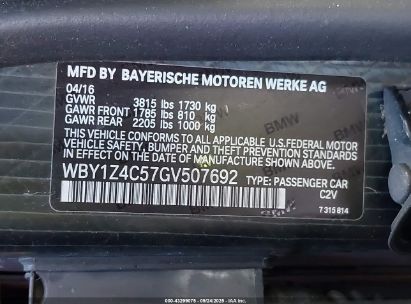 MFD BY BAYERISCHE MOTOREN WERKE AG
04/16
GVWR 3815 lbs 1730 kg
GAWR FRONT 1785 lbs 810 kg
GAWR REAR 2205 lbs 1000 kg
THIS VEHICLE CONFORMS TO ALL APPLICABLE U.S. FEDERAL MOTOR
VEHICLE SAFETY, BUMPER, AND THEFT PREVENTION STANDARDS
IN EFFECT ON THE DATE OF MANUFACTURE SHOWN ABOVE.
WBY1Z4C57GV507692 TYPE: PASSENGER CAR
C2V
7 315 814